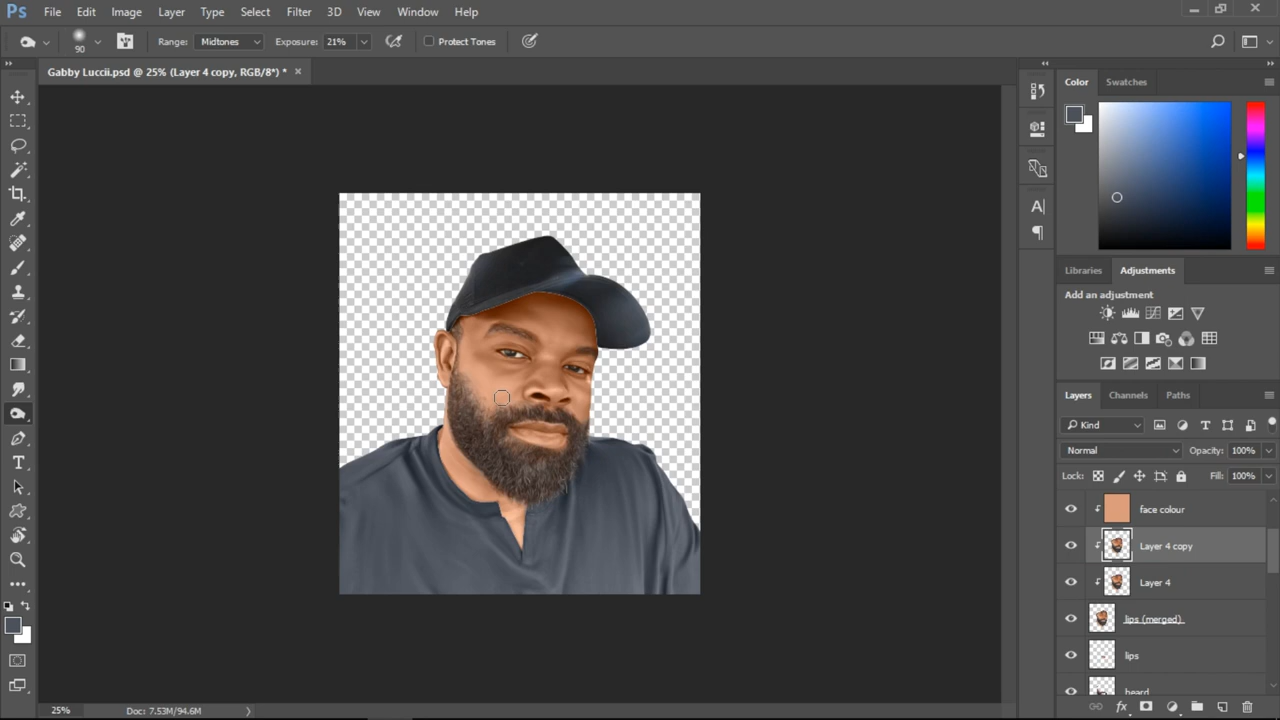 Ps File Edit Image Layer Type Select Filter 3D View Window Help
90 Range: Midtones Exposure: 21% Protect Tones
Gabby Luccii.psd @ 25% (Layer 4 copy, RGB/8*) * ×
Color Swatches
Libraries Adjustments
Add an adjustment
Layers Channels Paths
Kind
Normal Opacity: 100%
Lock: Fill: 100%
face colour
Layer 4 copy
Layer 4
lips (merged)
lips
beard
25% Doc: 7.53M/94.6M